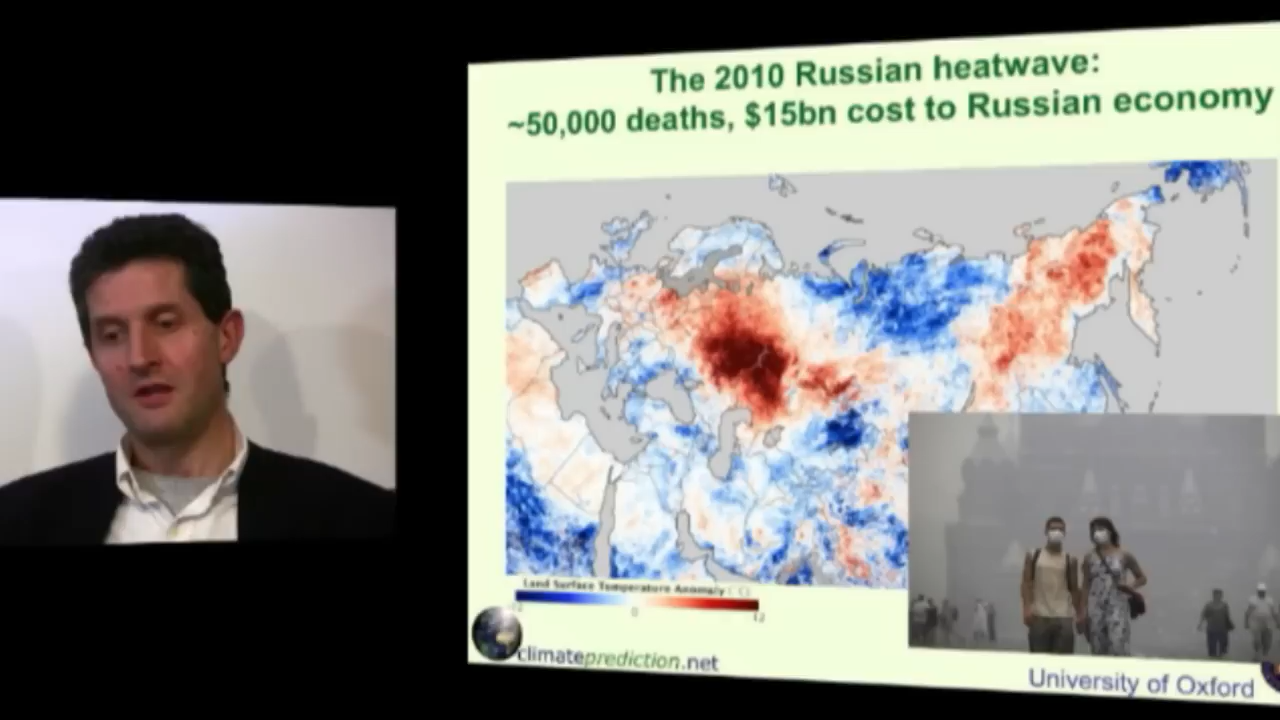 The 2010 Russian heatwave:
~50,000 deaths, $15bn cost to Russian economy
Land Surface Temperature Anomaly (°C)
0
12
climateprediction.net
University of Oxford